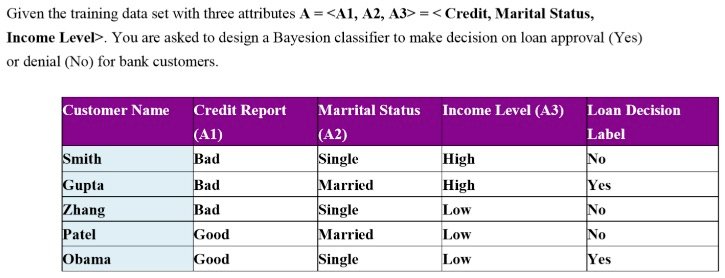 Given the training data set with three attributes A = <A1, A2, A3> = < Credit, Marital Status,
Income Level>. You are asked to design a Bayesion classifier to make decision on loan approval (Yes)
or denial (No) for bank customers.
Customer Name Credit Report Marrital Status Income Level (A3) Loan Decision
(A1) (A2) Label
Smith Bad Single High No
Gupta Bad Married High Yes
Zhang Bad Single Low No
Patel Good Married Low No
Obama Good Single Low Yes